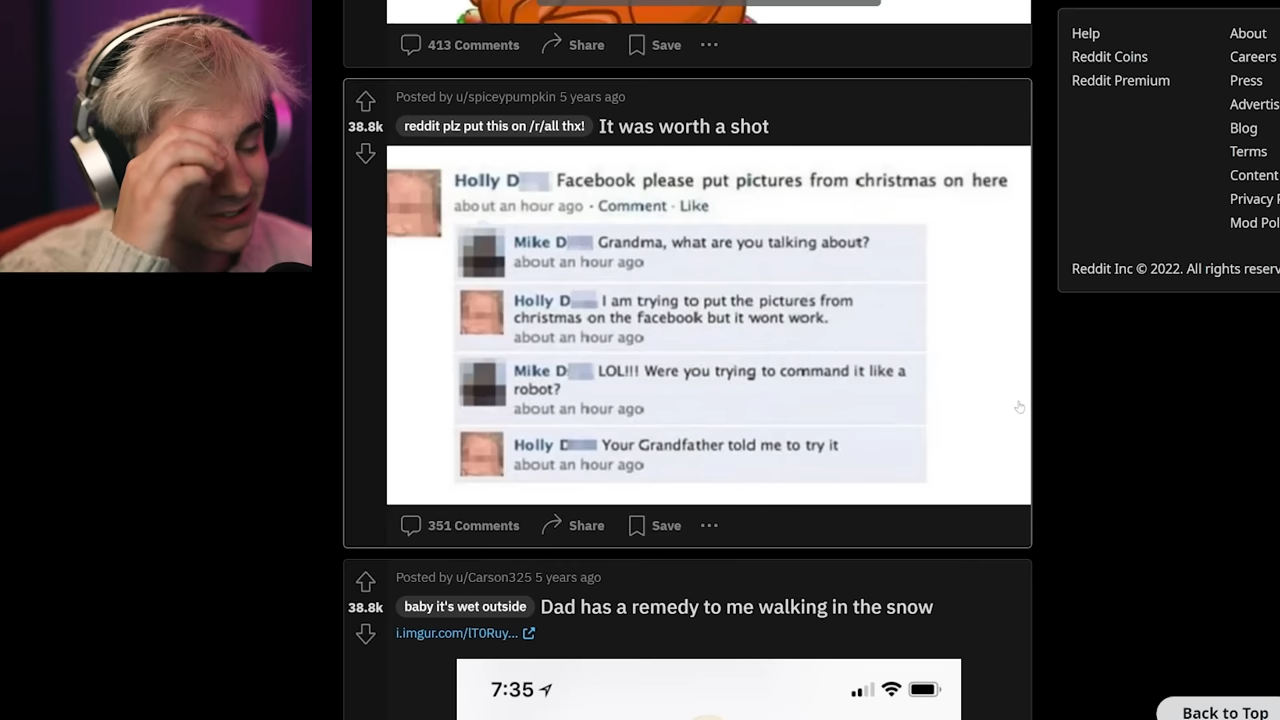 413 Comments Share Save
Posted by u/spiceypumpkin 5 years ago
38.8k
reddit plz put this on /r/all thx! It was worth a shot
Holly D Facebook please put pictures from christmas on here
about an hour ago · Comment · Like
Mike D Grandma, what are you talking about?
about an hour ago
Holly D I am trying to put the pictures from
christmas on the facebook but it wont work.
about an hour ago
Mike D LOL!!! Were you trying to command it like a
robot?
about an hour ago
Holly D Your Grandfather told me to try it
about an hour ago
351 Comments Share Save
Posted by u/Carson325 5 years ago
38.8k
baby it's wet outside Dad has a remedy to me walking in the snow
i.imgur.com/lT0Ruy...
7:35
Help About
Reddit Coins Careers
Reddit Premium Press
Advertis
Blog
Terms
Content
Privacy P
Mod Pol
Reddit Inc © 2022. All rights reserv
Back to Top